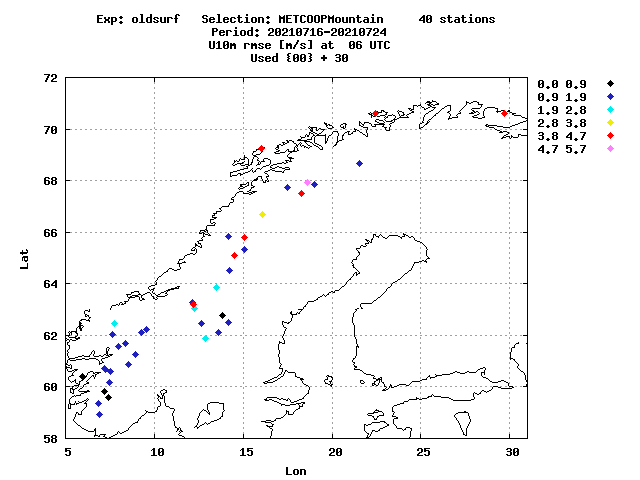 Exp: oldsurf Selection: METCOOPMountain 40 stations
Period: 20210716-20210724
U10m rmse [m/s] at 06 UTC
Used {00} + 30
72
70
68
66
64
62
60
58
Lat
5 10 15 20 25 30
Lon
0.0 0.9
0.9 1.9
1.9 2.8
2.8 3.8
3.8 4.7
4.7 5.7